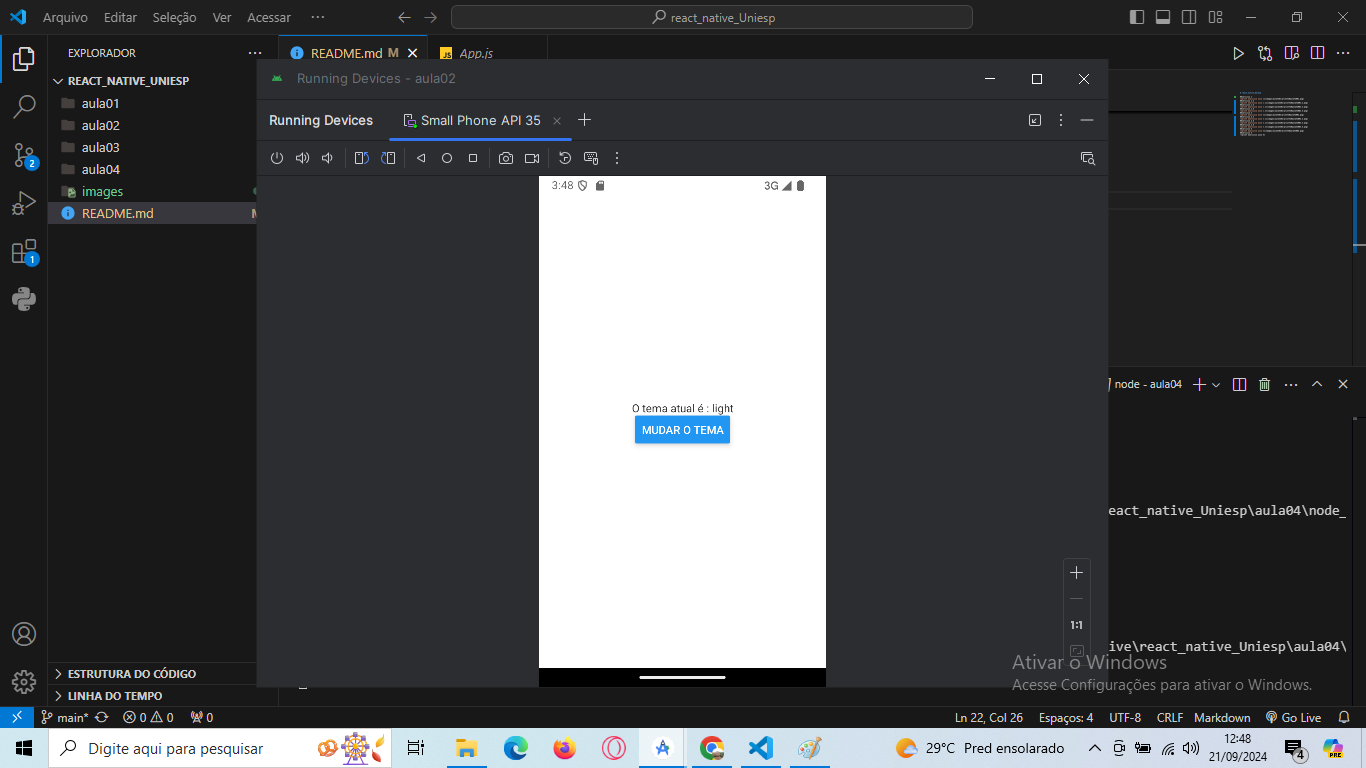 Arquivo Editar Seleção Ver Acessar ··· react_native_Uniesp
EXPLORADOR ···
README.md M
App.js
REACT_NATIVE_UNIESP
aula01
aula02
aula03
aula04
images
README.md
Running Devices - aula02
Running Devices Small Phone API 35
3:48 3G
O tema atual é : light
MUDAR O TEMA
1:1
node - aula04
eact_native_Uniesp\aula04\node_
ive\react_native_Uniesp\aula04\
Ativar o Windows
Acesse Configurações para ativar o Windows.
2
1
ESTRUTURA DO CÓDIGO
LINHA DO TEMPO
main* 0 0 0 Ln 22, Col 26 Espaços: 4 UTF-8 CRLF Markdown Go Live
Digite aqui para pesquisar 29°C Pred ensolarado 12:48
21/09/2024 4 PRE